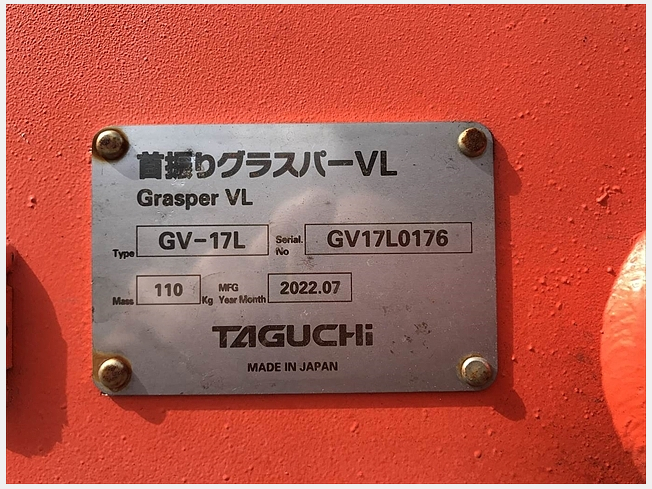 首振りグラスパーVL
Grasper VL
Type GV-17L Serial. No GV17L0176
Mass 110 Kg MFG Year Month 2022.07
TAGUCHi
MADE IN JAPAN